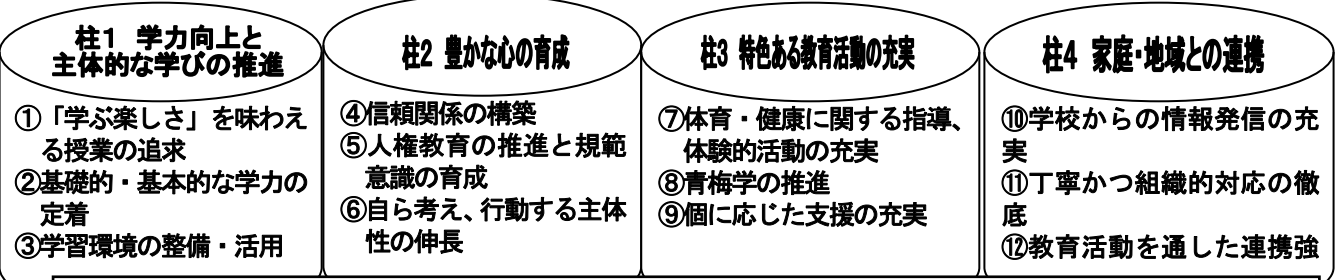 柱1 学力向上と
主体的な学びの推進
①「学ぶ楽しさ」を味わえ
る授業の追求
②基礎的・基本的な学力の
定着
③学習環境の整備・活用
柱2 豊かな心の育成
④信頼関係の構築
⑤人権教育の推進と規範
意識の育成
⑥自ら考え、行動する主体
性の伸長
柱3 特色ある教育活動の充実
⑦体育・健康に関する指導、
体験的活動の充実
⑧青梅学の推進
⑨個に応じた支援の充実
柱4 家庭・地域との連携
⑩学校からの情報発信の充
実
⑪丁寧かつ組織的対応の徹
底
⑫教育活動を通した連携強